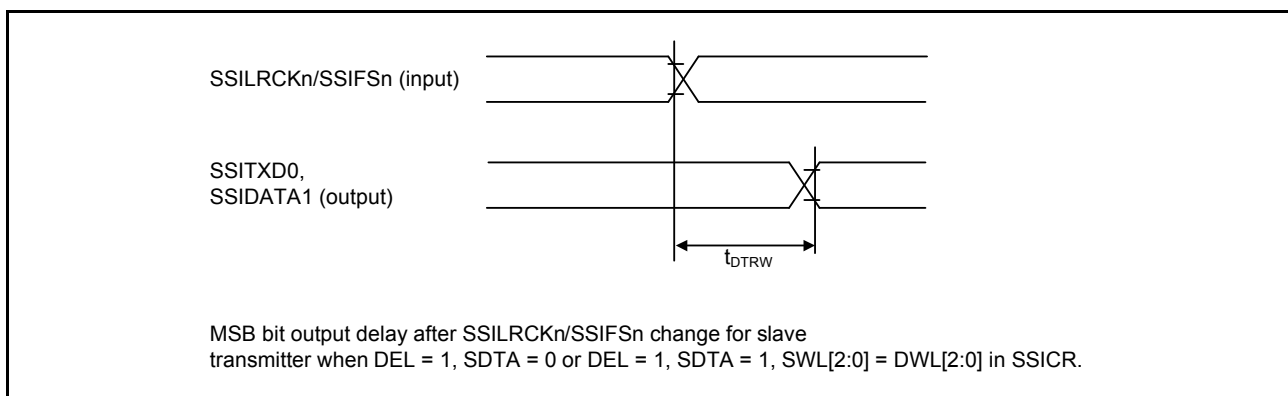 SSILRCKn/SSIFSn (input)
SSITXD0,
SSIDATA1 (output)
tDTRW
MSB bit output delay after SSILRCKn/SSIFSn change for slave
transmitter when DEL = 1, SDTA = 0 or DEL = 1, SDTA = 1, SWL[2:0] = DWL[2:0] in SSICR.